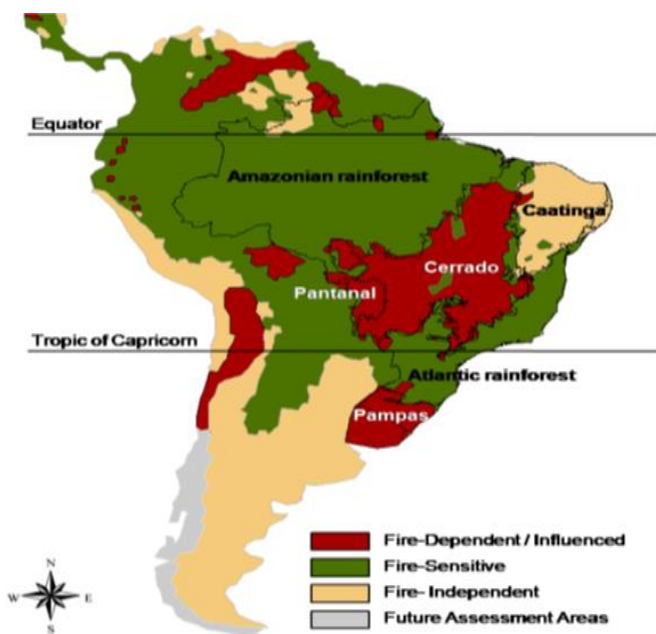 Equator
Amazonian rainforest
Caatinga
Cerrado
Pantanal
Tropic of Capricorn
Atlantic rainforest
Pampas
Fire-Dependent / Influenced
Fire-Sensitive
Fire- Independent
Future Assessment Areas
N
W E
S